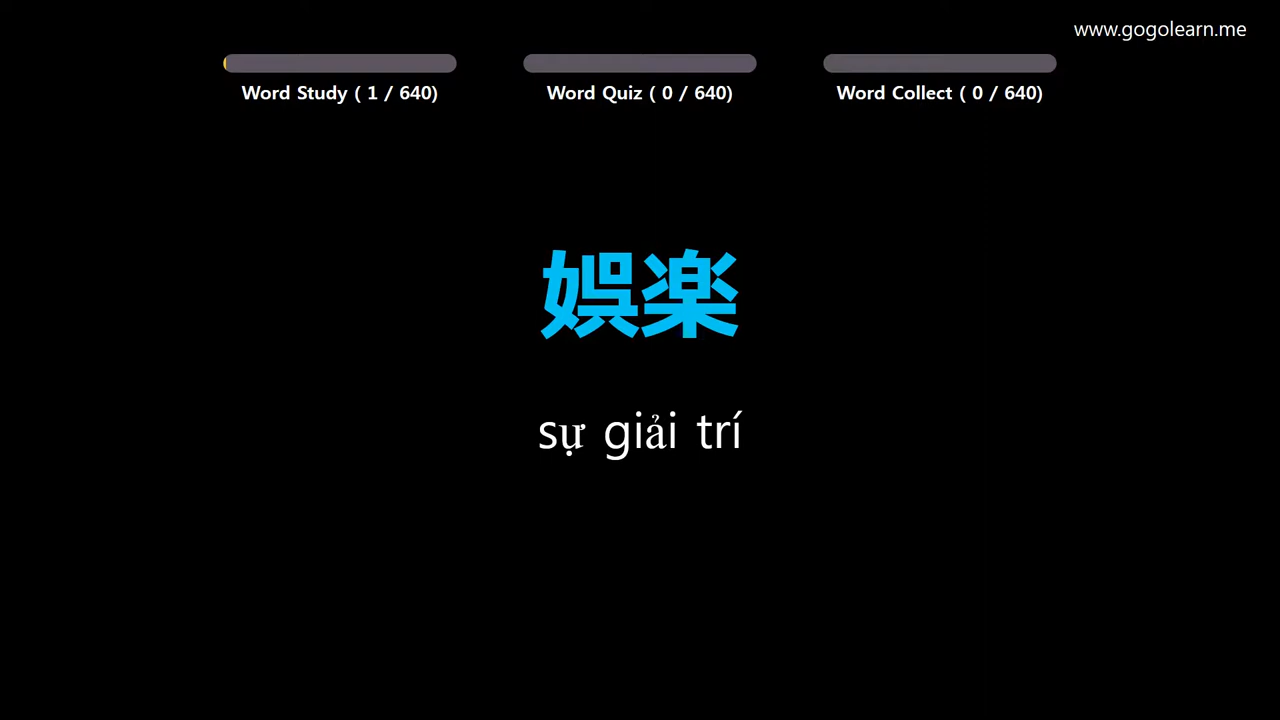 www.gogolearn.me
Word Study ( 1 / 640)
Word Quiz ( 0 / 640)
Word Collect ( 0 / 640)
娯楽
sự giải trí